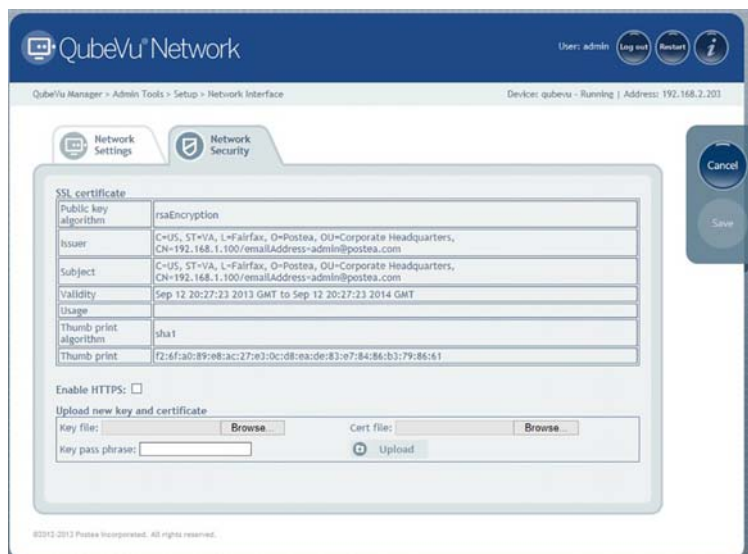 QubeVu® Network
User: admin
Log out
Restart
i
QubeVu Manager > Admin Tools > Setup > Network Interface
Device: qubevu - Running | Address: 192.168.2.203
Network
Settings
Network
Security
Cancel
Save
SSL certificate
Public key
algorithm
rsaEncryption
Issuer
C=US, ST=VA, L=Fairfax, O=Postea, OU=Corporate Headquarters,
CN=192.168.1.100/emailAddress=admin@postea.com
Subject
C=US, ST=VA, L=Fairfax, O=Postea, OU=Corporate Headquarters,
CN=192.168.1.100/emailAddress=admin@postea.com
Validity
Sep 12 20:27:23 2013 GMT to Sep 12 20:27:23 2014 GMT
Usage
Thumb print
algorithm
sha1
Thumb print
f2:6f:a0:89:e8:ac:27:e3:0c:d8:ea:de:83:e7:84:86:b3:79:86:61
Enable HTTPS:
Upload new key and certificate
Key file: Browse... Cert file: Browse...
Key pass phrase: Upload
©2012-2013 Postea Incorporated. All rights reserved.